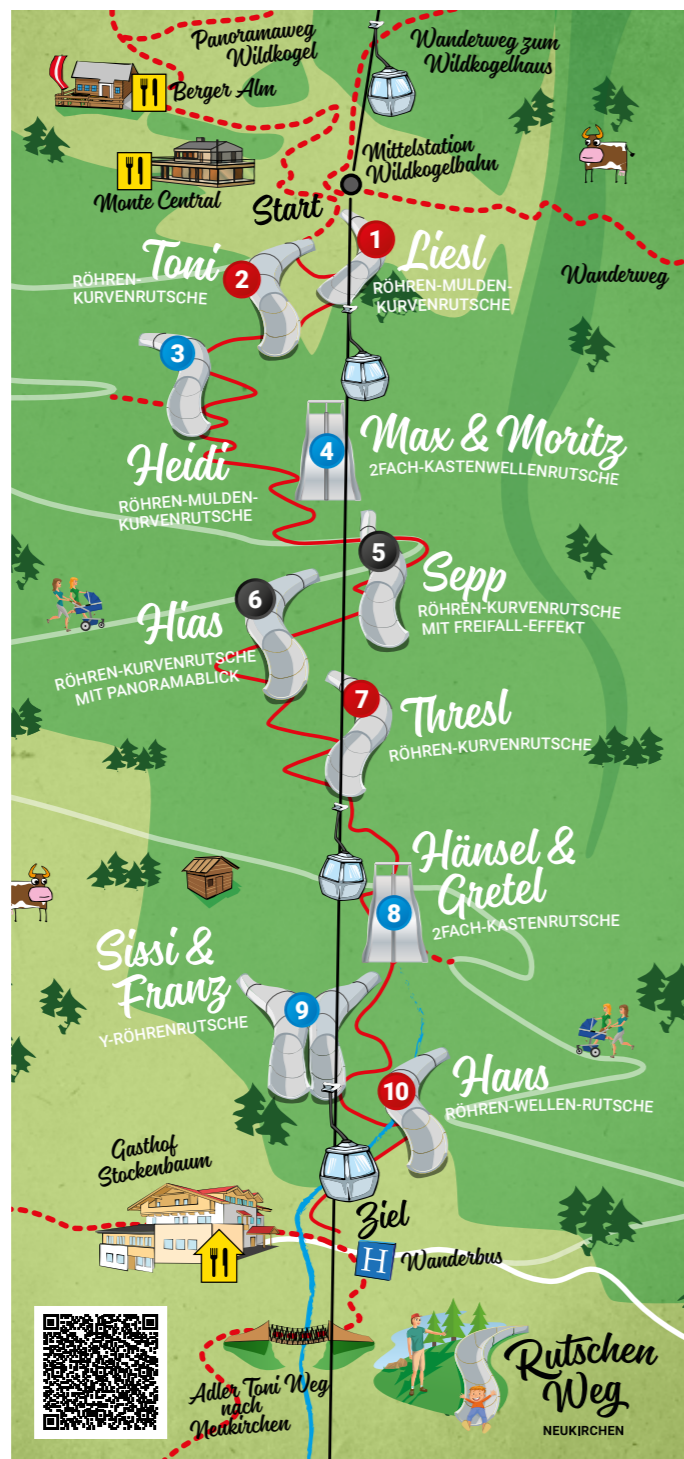 Panoramaweg
Wildkogel
Wanderweg zum
Wildkogelhaus
Berger Alm
Mittelstation
Wildkogelbahn
Monte Central
Start
Wanderweg
1
Liesl
RÖHREN-MULDEN-
KURVENRUTSCHE
Toni
2
RÖHREN-
KURVENRUTSCHE
3
Heidi
RÖHREN-MULDEN-
KURVENRUTSCHE
4
Max & Moritz
2FACH-KASTENWELLENRUTSCHE
5
Sepp
RÖHREN-KURVENRUTSCHE
MIT FREIFALL-EFFEKT
6
Hias
RÖHREN-KURVENRUTSCHE
MIT PANORAMABLICK
7
Thresl
RÖHREN-KURVENRUTSCHE
Hänsel &
Gretel
8
2FACH-KASTENRUTSCHE
Sissi &
Franz
9
Y-RÖHRENRUTSCHE
10
Hans
RÖHREN-WELLEN-RUTSCHE
Gasthof
Stockenbaum
Ziel
H
Wanderbus
Adler Toni Weg
nach
Neukirchen
Rutschen
Weg
NEUKIRCHEN